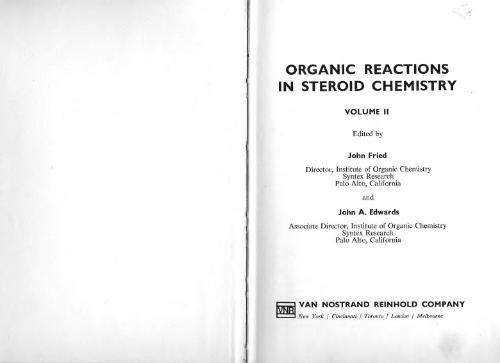 ORGANIC REACTIONS
IN STEROID CHEMISTRY
VOLUME II
Edited by
John Fried
Director, Institute of Organic Chemistry
Syntex Research
Palo Alto, California
and
John A. Edwards
Associate Director, Institute of Organic Chemistry
Syntex Research
Palo Alto, California
VNR VAN NOSTRAND REINHOLD COMPANY
New York / Cincinnati / Toronto / London / Melbourne